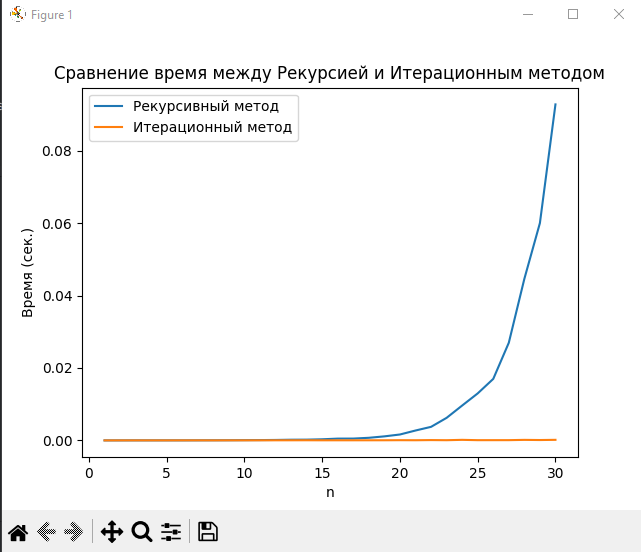 Figure 1
Сравнение время между Рекурсией и Итерационным методом
Рекурсивный метод
Итерационный метод
Время (сек.)
0.08
0.06
0.04
0.02
0.00
0 5 10 15 20 25 30
n